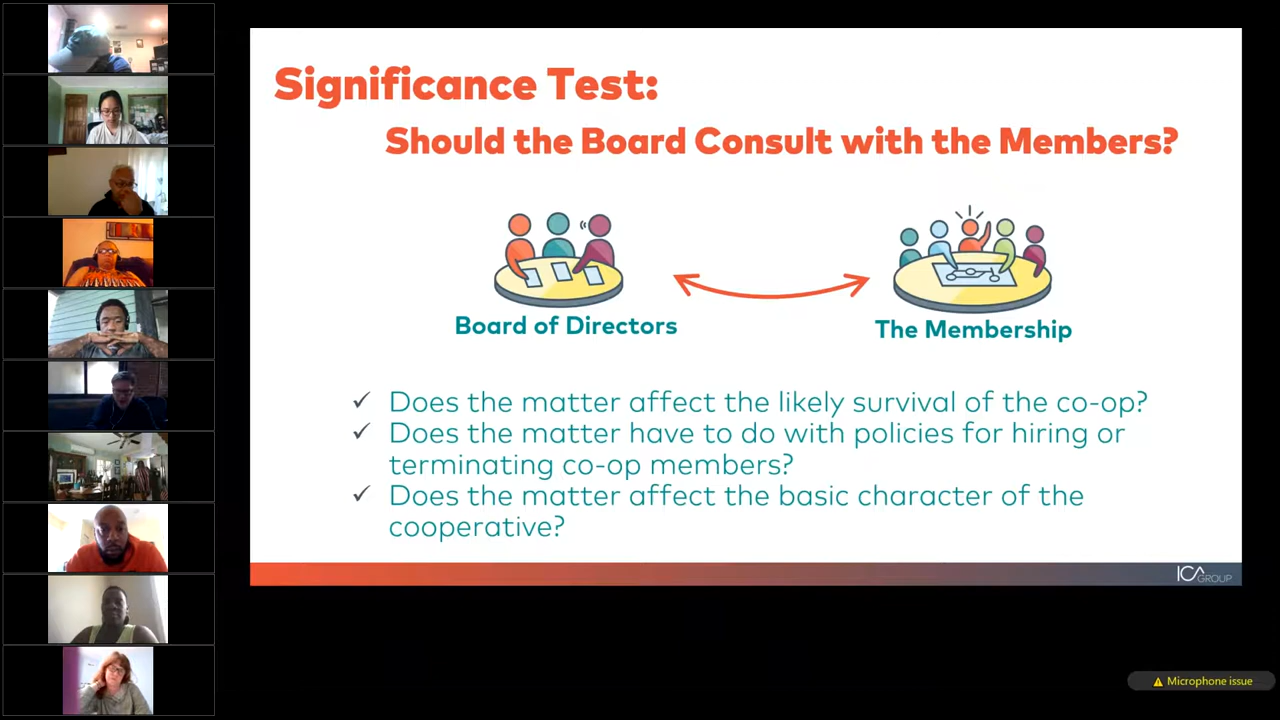 Significance Test:
Should the Board Consult with the Members?
Board of Directors
The Membership
Does the matter affect the likely survival of the co-op?
Does the matter have to do with policies for hiring or
terminating co-op members?
Does the matter affect the basic character of the
cooperative?
ICA GROUP
Microphone issue